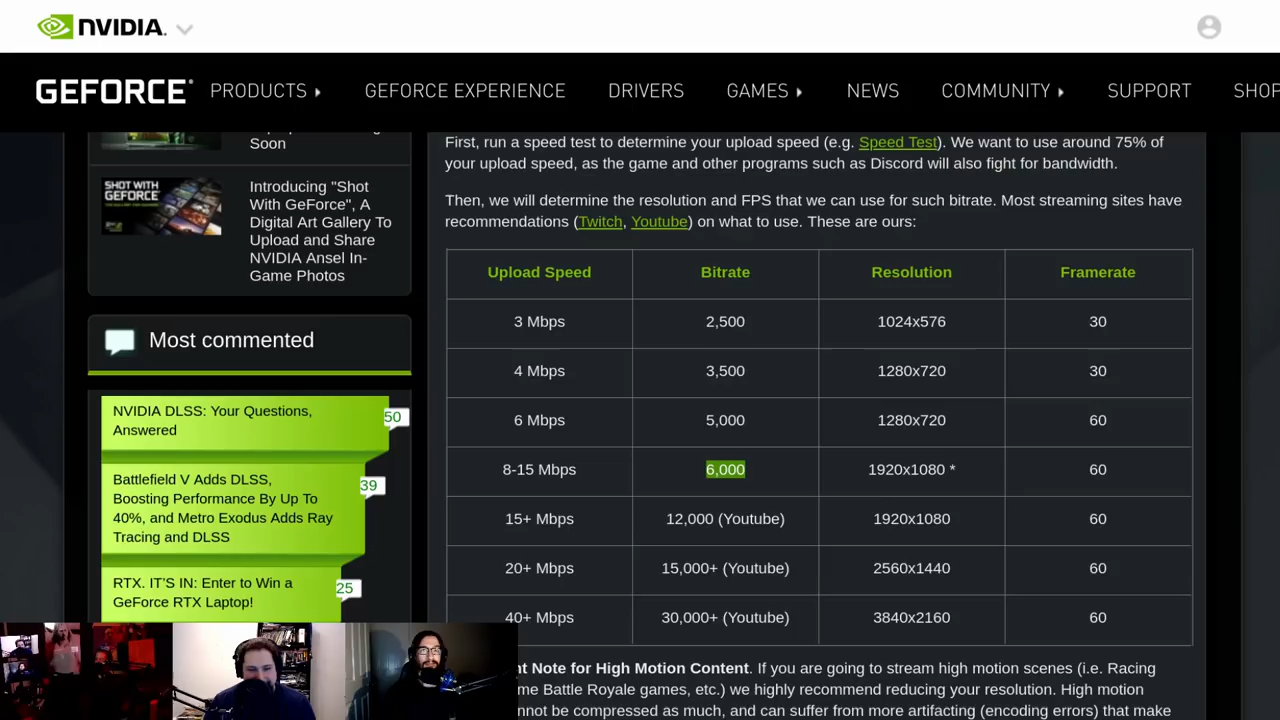 NVIDIA.
GEFORCE PRODUCTS GEFORCE EXPERIENCE DRIVERS GAMES NEWS COMMUNITY SUPPORT SHOP
Soon
Introducing "Shot
With GeForce", A
Digital Art Gallery To
Upload and Share
NVIDIA Ansel In-
Game Photos
SHOT WITH
GEFORCE
Most commented
NVIDIA DLSS: Your Questions,
Answered
50
Battlefield V Adds DLSS,
Boosting Performance By Up To
40%, and Metro Exodus Adds Ray
Tracing and DLSS
39
RTX. IT'S IN: Enter to Win a
GeForce RTX Laptop!
25
First, run a speed test to determine your upload speed (e.g. Speed Test). We want to use around 75% of
your upload speed, as the game and other programs such as Discord will also fight for bandwidth.
Then, we will determine the resolution and FPS that we can use for such bitrate. Most streaming sites have
recommendations (Twitch, Youtube) on what to use. These are ours:
Upload Speed Bitrate Resolution Framerate
3 Mbps 2,500 1024x576 30
4 Mbps 3,500 1280x720 30
6 Mbps 5,000 1280x720 60
8-15 Mbps 6,000 1920x1080 * 60
15+ Mbps 12,000 (Youtube) 1920x1080 60
20+ Mbps 15,000+ (Youtube) 2560x1440 60
40+ Mbps 30,000+ (Youtube) 3840x2160 60
nt Note for High Motion Content. If you are going to stream high motion scenes (i.e. Racing
me Battle Royale games, etc.) we highly recommend reducing your resolution. High motion
nnot be compressed as much, and can suffer from more artifacting (encoding errors) that make